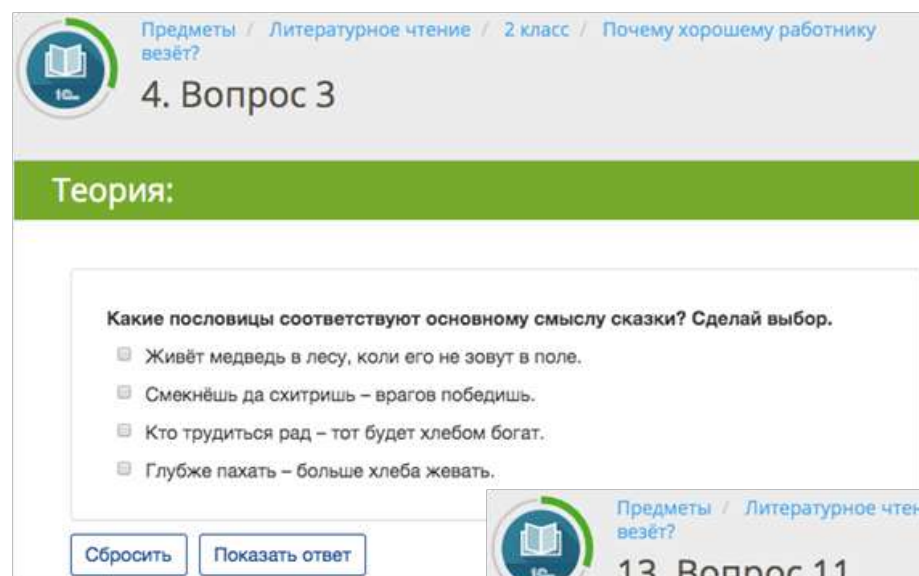 Предметы / Литературное чтение / 2 класс / Почему хорошему работнику
везёт?
4. Вопрос 3
Теория:
Какие пословицы соответствуют основному смыслу сказки? Сделай выбор.
Живёт медведь в лесу, коли его не зовут в поле.
Смекнёшь да схитришь – врагов победишь.
Кто трудиться рад – тот будет хлебом богат.
Глубже пахать – больше хлеба жевать.
Сбросить Показать ответ
Предметы / Литературное
везёт?
13. Вопрос 11